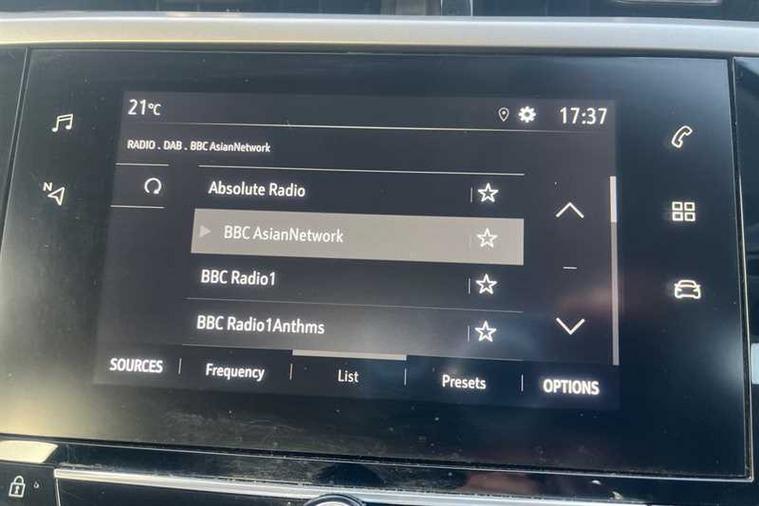 21°C 17:37
RADIO . DAB . BBC AsianNetwork
Absolute Radio
BBC AsianNetwork
BBC Radio1
BBC Radio1Anthms
SOURCES Frequency List Presets OPTIONS
N